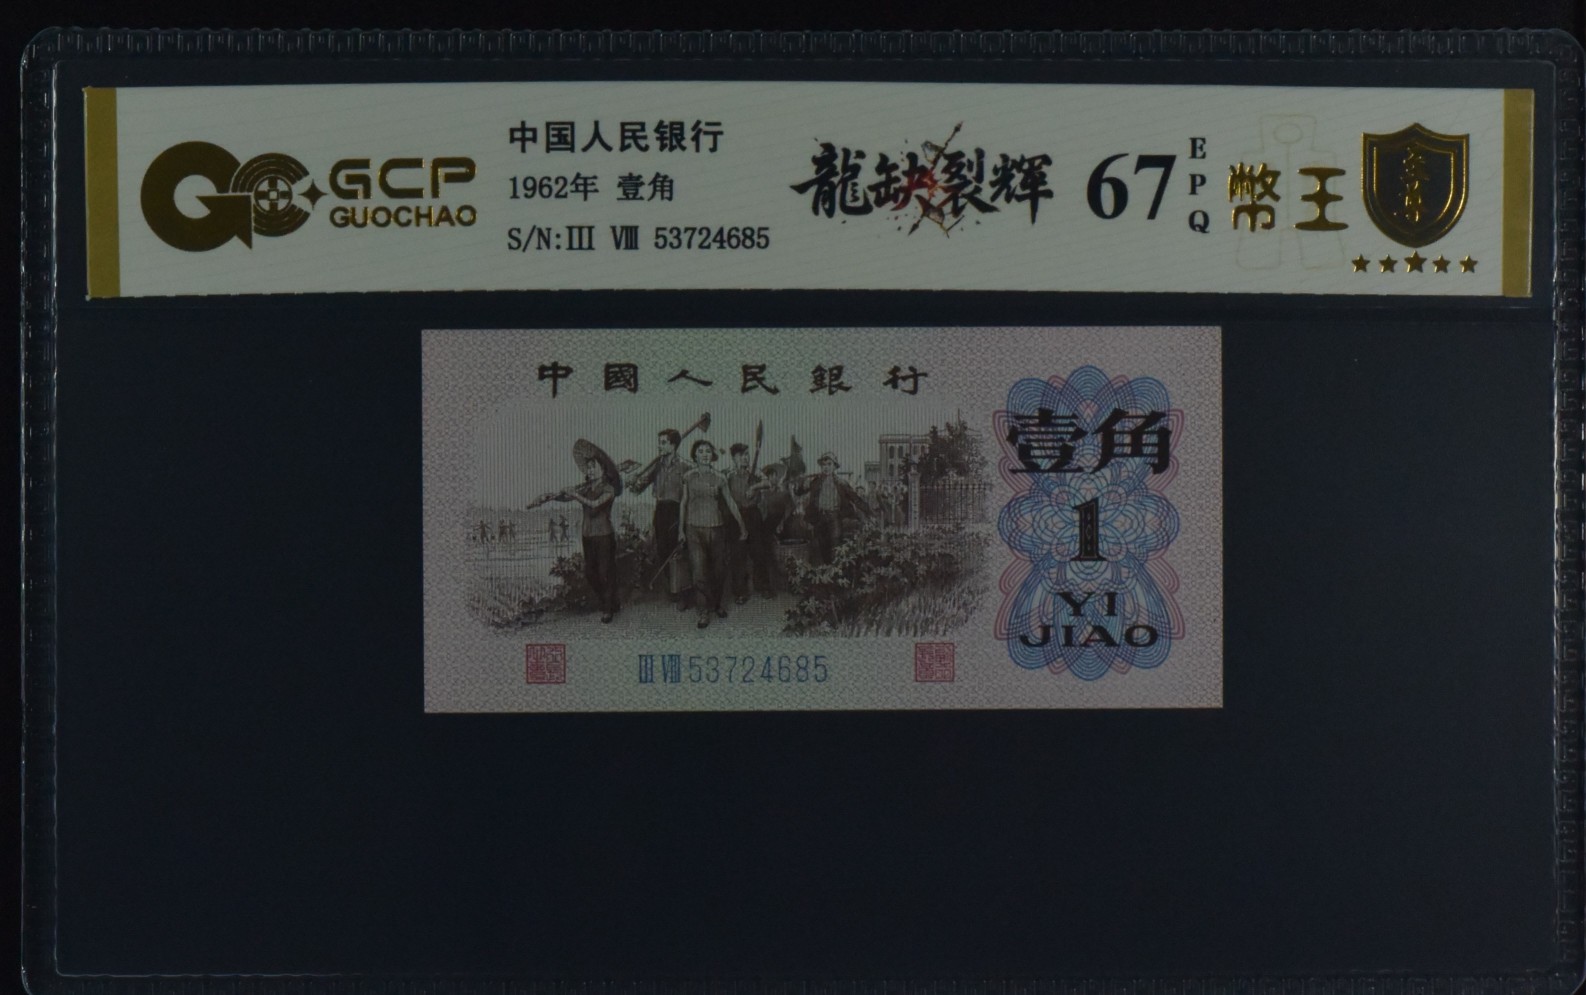 GCP
GUOCHAO
中国人民银行
1962年 壹角
S/N:III VIII 53724685
龍缺裂辉
67
EPQ
幣王
中國人民銀行
壹角
1
YI
JIAO
III VIII 53724685